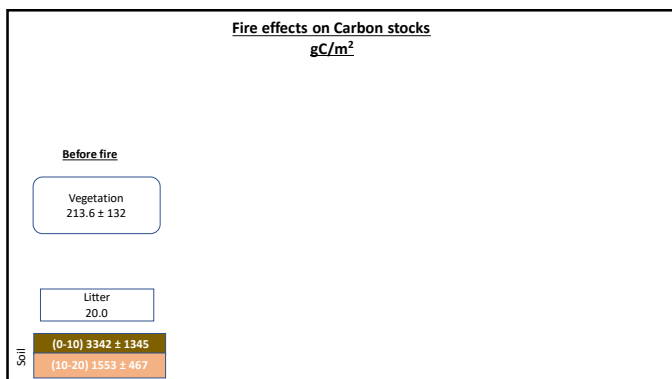 Fire effects on Carbon stocks
gC/m²
Before fire
Vegetation
213.6 ± 132
Litter
20.0
Soil
(0-10) 3342 ± 1345
(10-20) 1553 ± 467